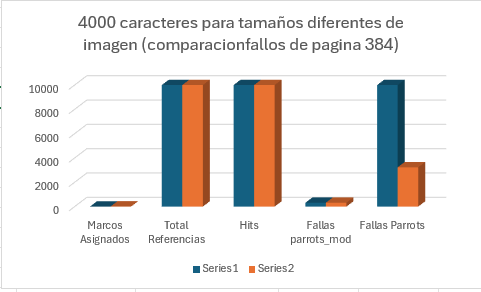 4000 caracteres para tamaños diferentes de
imagen (comparacionfallos de pagina 384)
10000
8000
6000
4000
2000
0
Marcos
Asignados
Total
Referencias
Hits
Fallas
parrots_mod
Fallas Parrots
Series1
Series2